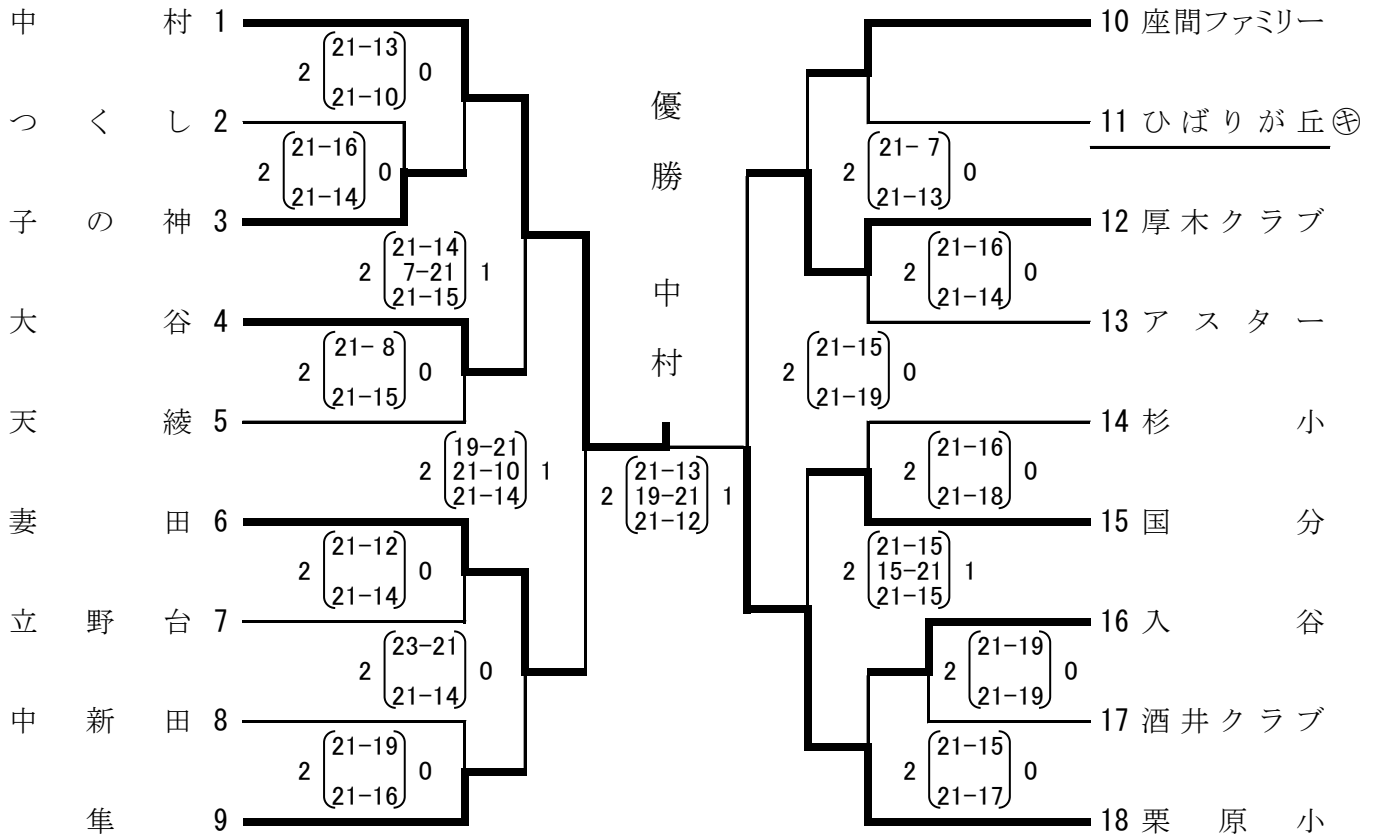 中村 1
21-13
2 0
21-10
つくし 2
21-16
2 0
21-14
子の神 3
21-14
2 7-21 1
21-15
大谷 4
21- 8
2 0
21-15
天綾 5
19-21
2 21-10 1
21-14
妻田 6
21-12
2 0
21-14
立野台 7
23-21
2 0
21-14
中新田 8
21-19
2 0
21-16
隼 9
優勝 中村
21-13
2 19-21 1
21-12
10 座間ファミリー
11 ひばりが丘㋖
21- 7
2 0
21-13
12 厚木クラブ
21-16
2 0
21-14
13 アスター
21-15
2 0
21-19
14 杉小
21-16
2 0
21-18
15 国分
21-15
2 15-21 1
21-15
16 入谷
21-19
2 0
21-19
17 酒井クラブ
21-15
2 0
21-17
18 栗原小